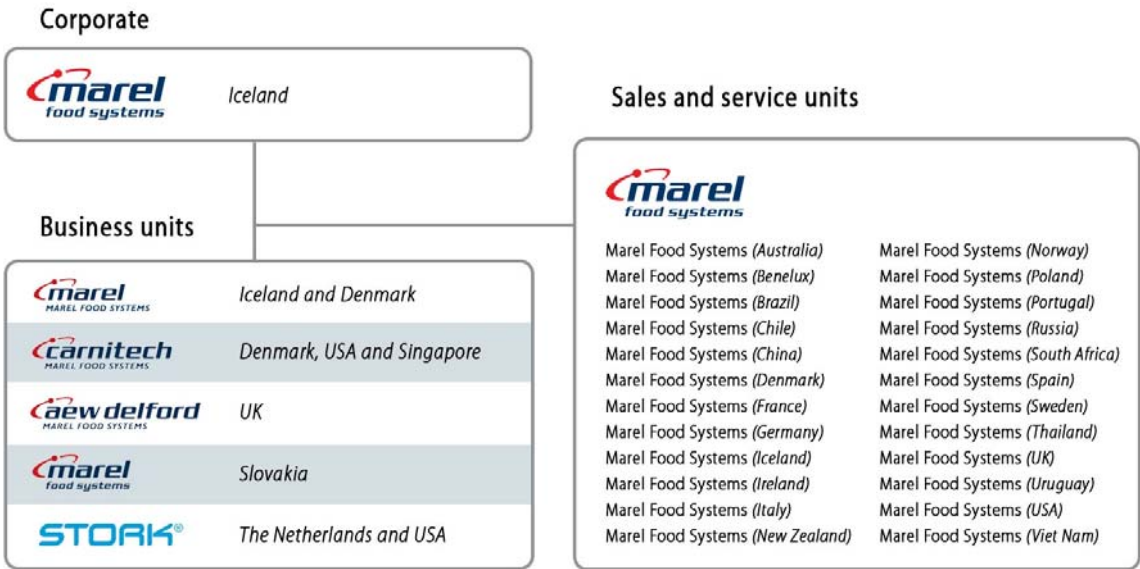 Corporate
marel
food systems
Iceland
Business units
marel
MAREL FOOD SYSTEMS
Iceland and Denmark
carnitech
MAREL FOOD SYSTEMS
Denmark, USA and Singapore
aew delford
MAREL FOOD SYSTEMS
UK
marel
food systems
Slovakia
STORK®
The Netherlands and USA
Sales and service units
marel
food systems
Marel Food Systems (Australia)
Marel Food Systems (Benelux)
Marel Food Systems (Brazil)
Marel Food Systems (Chile)
Marel Food Systems (China)
Marel Food Systems (Denmark)
Marel Food Systems (France)
Marel Food Systems (Germany)
Marel Food Systems (Iceland)
Marel Food Systems (Ireland)
Marel Food Systems (Italy)
Marel Food Systems (New Zealand)
Marel Food Systems (Norway)
Marel Food Systems (Poland)
Marel Food Systems (Portugal)
Marel Food Systems (Russia)
Marel Food Systems (South Africa)
Marel Food Systems (Spain)
Marel Food Systems (Sweden)
Marel Food Systems (Thailand)
Marel Food Systems (UK)
Marel Food Systems (Uruguay)
Marel Food Systems (USA)
Marel Food Systems (Viet Nam)